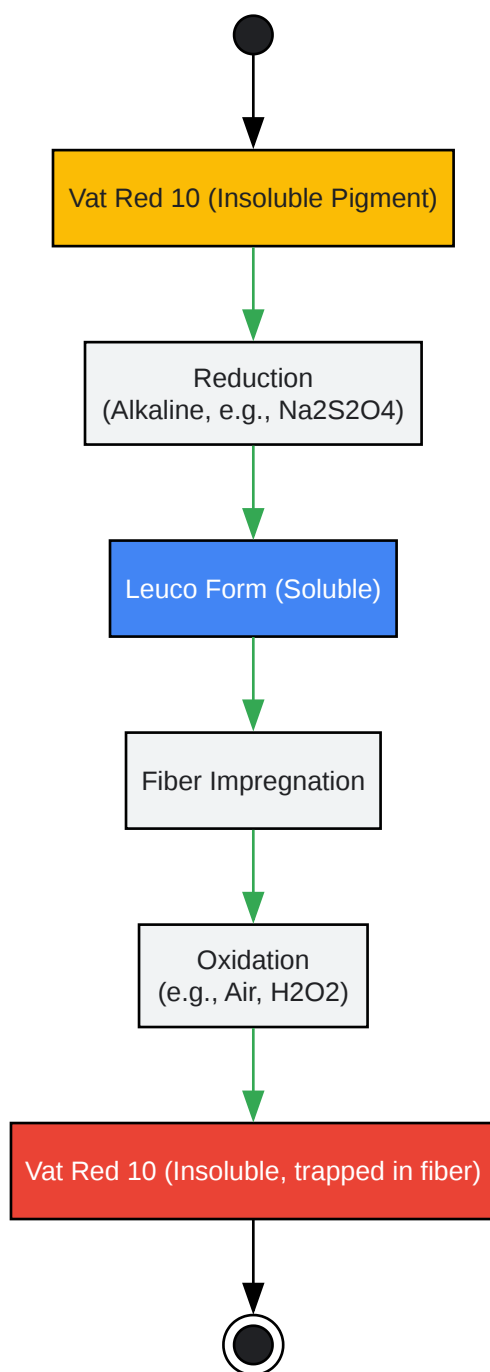 Vat Red 10 (Insoluble Pigment)
Reduction
(Alkaline, e.g., Na2S2O4)
Leuco Form (Soluble)
Fiber Impregnation
Oxidation
(e.g., Air, H2O2)
Vat Red 10 (Insoluble, trapped in fiber)